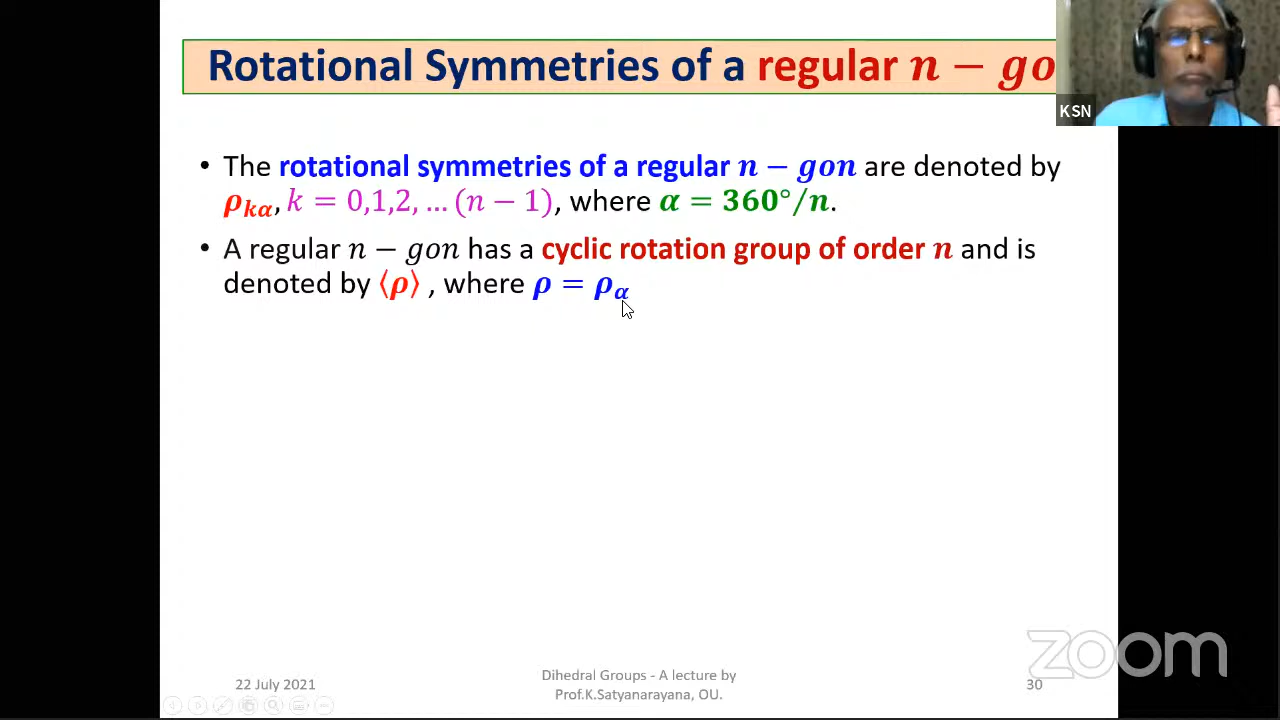 Rotational Symmetries of a regular n − go
KSN
• The rotational symmetries of a regular n − gon are denoted by
ρkα, k = 0,1,2, … (n − 1), where α = 360°/n.
• A regular n − gon has a cyclic rotation group of order n and is
denoted by ⟨ρ⟩ , where ρ = ρα
zoom
22 July 2021
Dihedral Groups - A lecture by
Prof.K.Satyanarayana, OU.
30